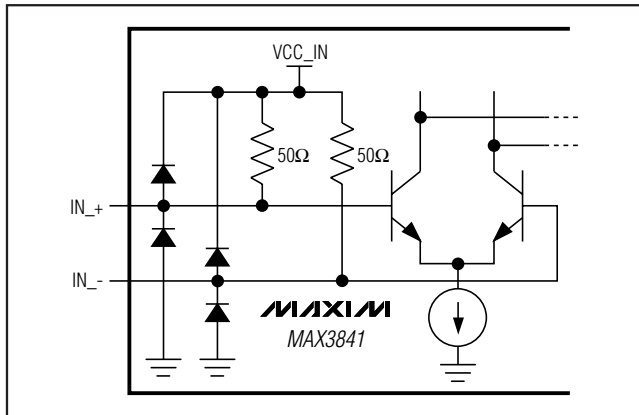 VCC_IN
50Ω
50Ω
IN_+
IN_-
MAXIM
MAX3841